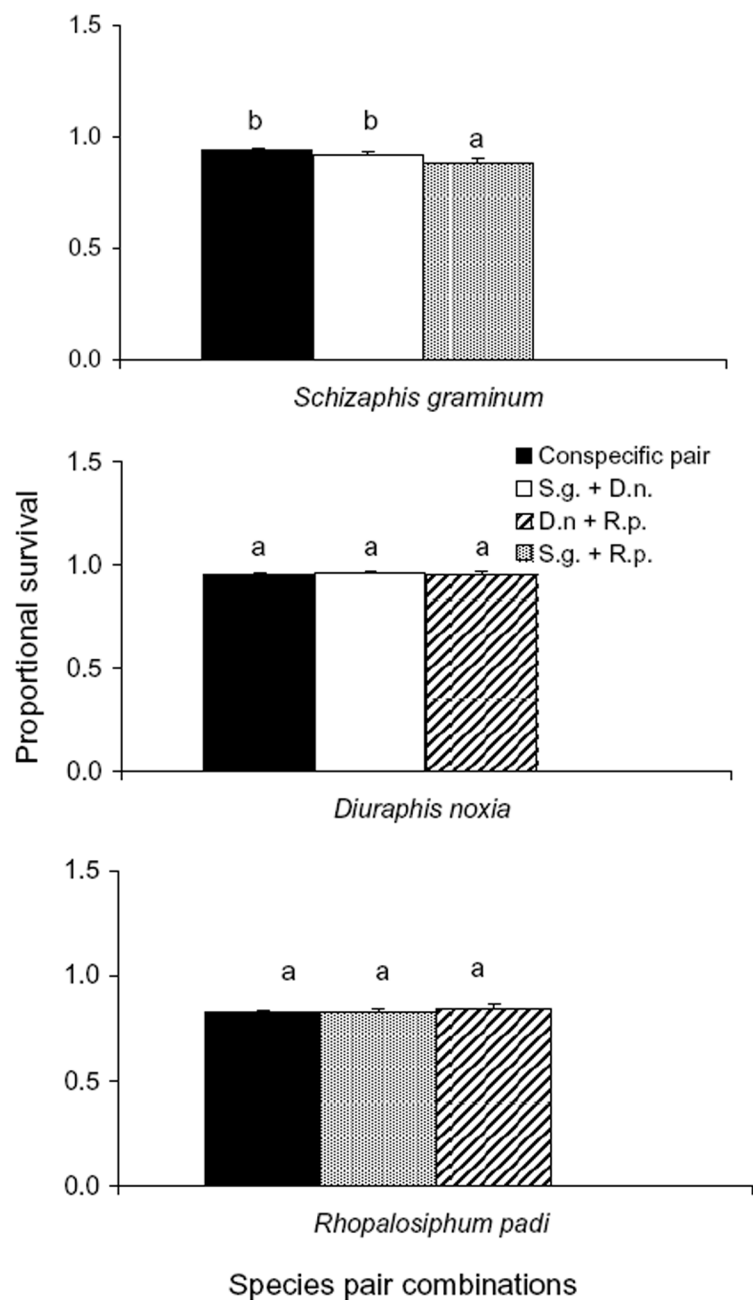 1.5
b b a
1.0
0.5
0.0
Schizaphis graminum
Proportional survival
1.5
Conspecific pair
S.g. + D.n.
D.n + R.p.
S.g. + R.p.
a a a
1.0
0.5
0.0
Diuraphis noxia
1.5
a a a
1.0
0.5
0.0
Rhopalosiphum padi
Species pair combinations